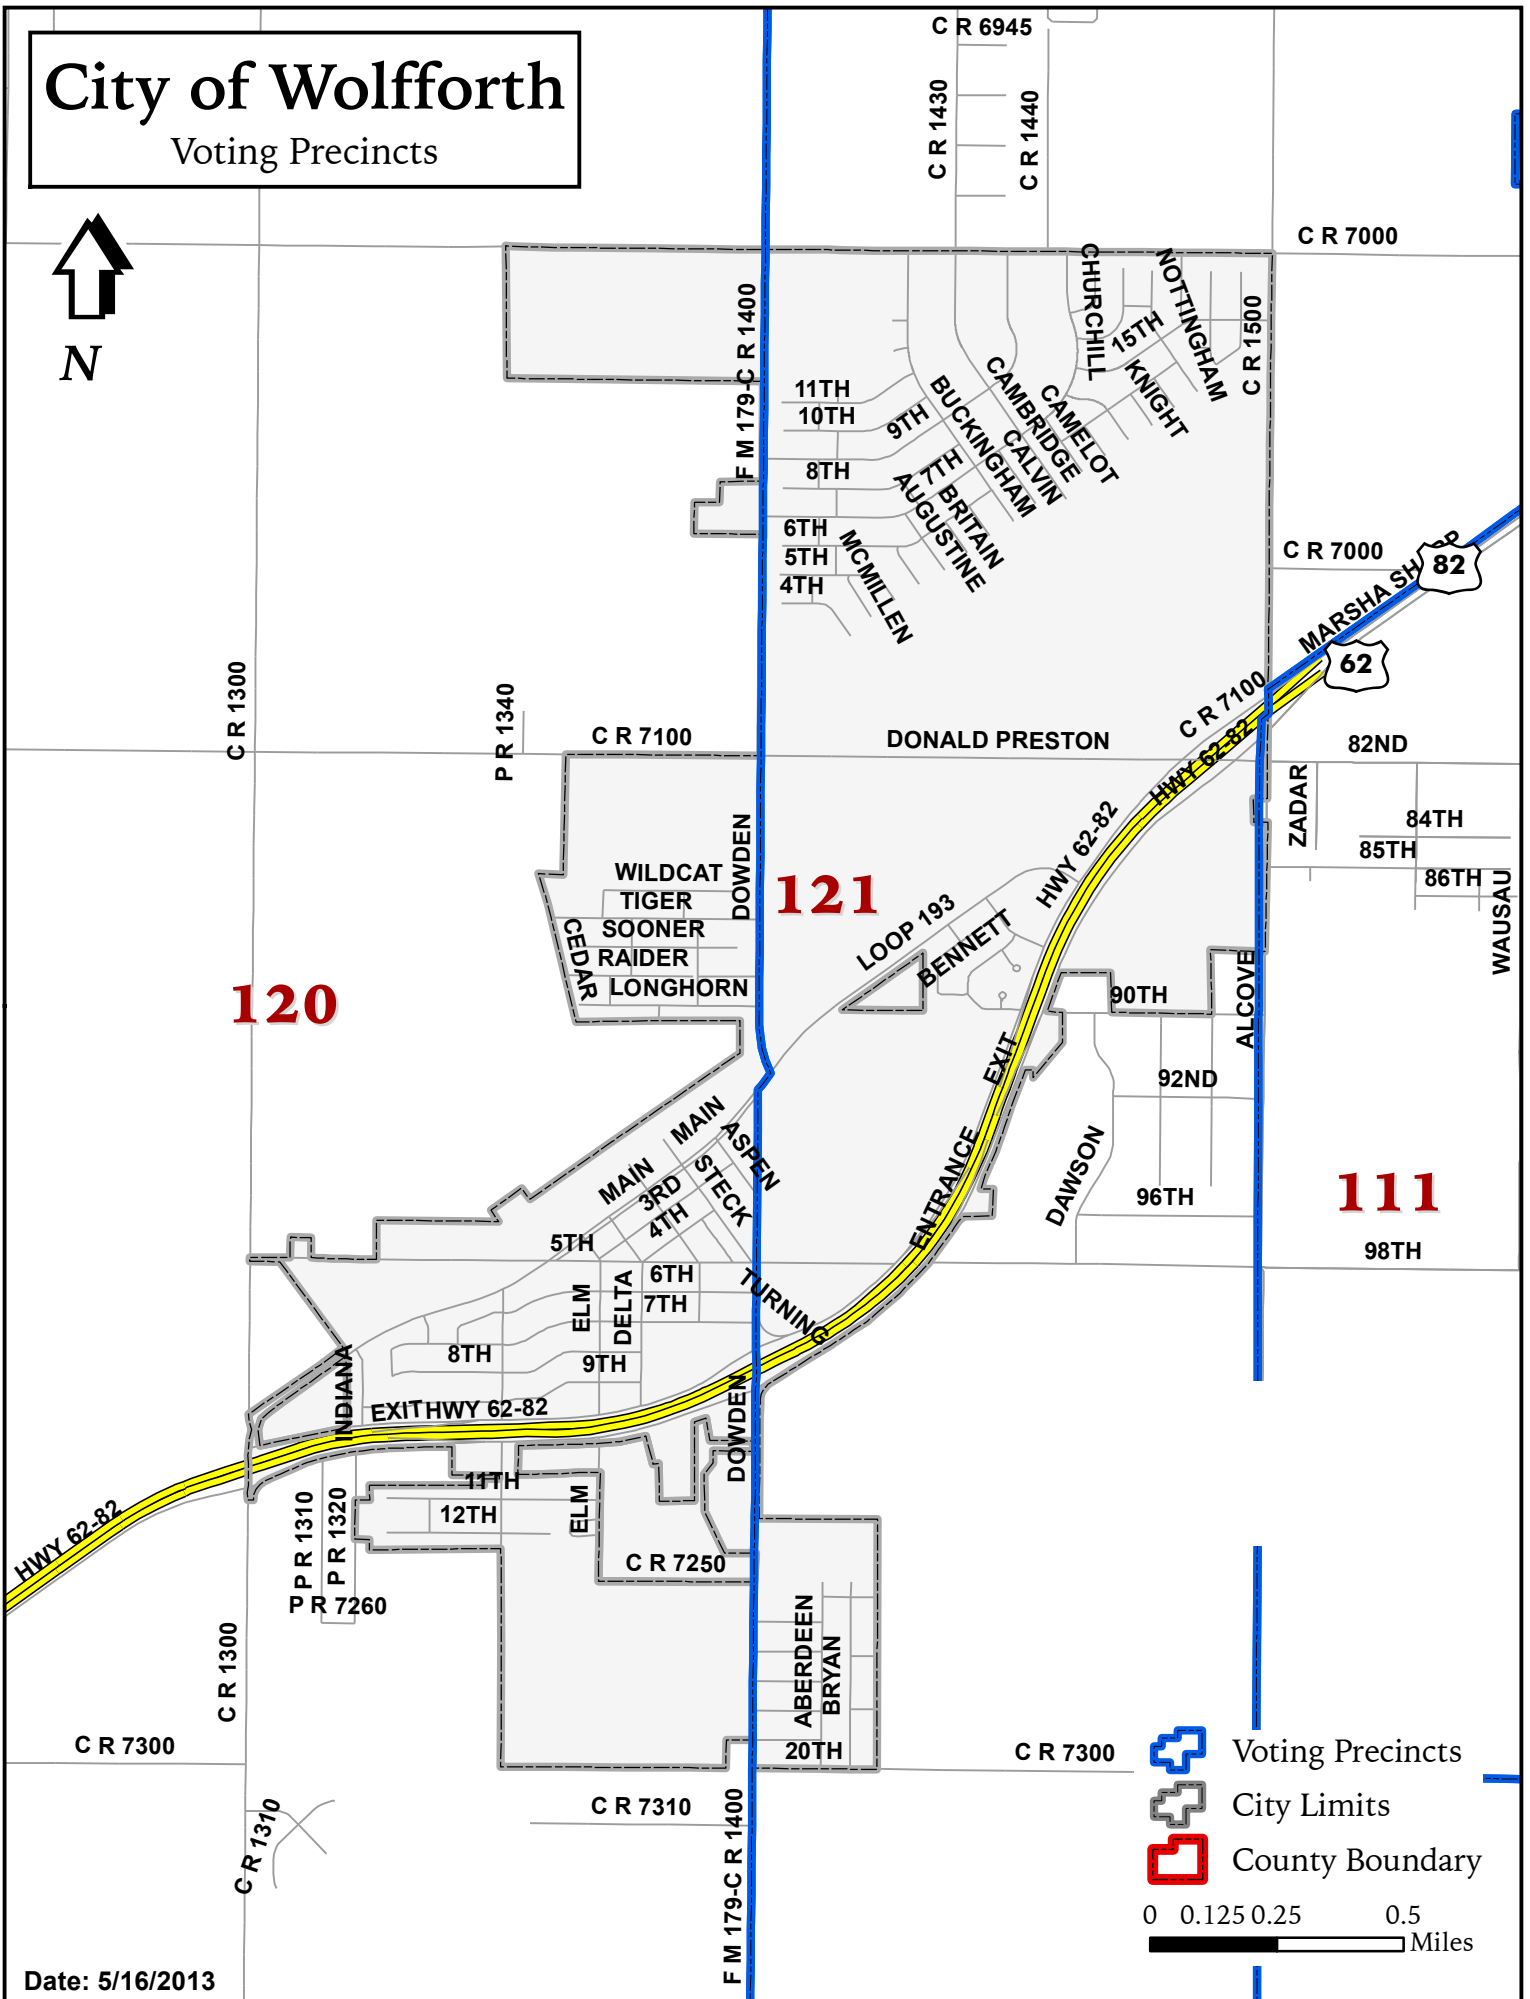 City of Wolfforth
Voting Precincts
N
C R 6945
C R 1430
C R 1440
C R 7000
F M 179-C R 1400
CHURCHILL
NOTTINGHAM
15TH
C R 1500
KNIGHT
11TH
10TH
9TH
BUCKINGHAM
CAMBRIDGE
CAMELOT
CALVIN
8TH
7TH
BRITAIN
AUGUSTINE
6TH
5TH
4TH
MCMILLEN
C R 7000
82
MARSHA SHARP
62
C R 1300
P R 1340
C R 7100
DONALD PRESTON
C R 7100
HWY 62-82
82ND
ZADAR
84TH
85TH
86TH
WAUSAU
HWY 62-82
DOWDEN
WILDCAT
TIGER
SOONER
RAIDER
LONGHORN
CEDAR
121
LOOP 193
BENNETT
120
90TH
ALCOVE
EXIT
92ND
MAIN
ASPEN
MAIN
STECK
3RD
4TH
ENTRANCE
DAWSON
96TH
111
98TH
5TH
6TH
ELM
DELTA
7TH
TURNING
8TH
9TH
INDIANA
EXIT
HWY 62-82
DOWDEN
11TH
12TH
ELM
HWY 62-82
P R 1310
P R 1320
P R 7260
C R 7250
ABERDEEN
BRYAN
20TH
C R 1300
C R 7300
C R 7300
C R 1310
C R 7310
F M 179-C R 1400
Voting Precincts
City Limits
County Boundary
0 0.125 0.25 0.5
Miles
Date: 5/16/2013